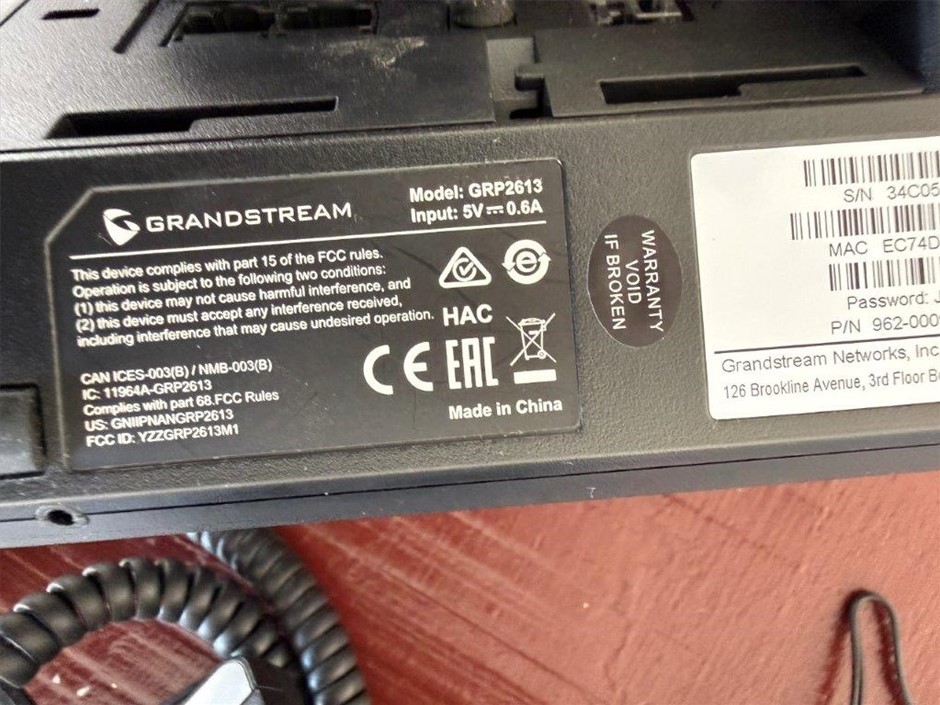 GRANDSTREAM
Model: GRP2613
Input: 5V⎓0.6A
This device complies with part 15 of the FCC rules.
Operation is subject to the following two conditions:
(1) this device may not cause harmful interference, and
(2) this device must accept any interference received,
including interference that may cause undesired operation.
HAC
CAN ICES-003(B) / NMB-003(B)
IC: 11964A-GRP2613
Complies with part 68.FCC Rules
US: GNIIPNANGRP2613
FCC ID: YZZGRP2613M1
CE EAC
Made in China
WARRANTY
VOID
IF BROKEN
S/N 34C05
MAC EC74D
Password: J
P/N 962-000
Grandstream Networks, Inc
126 Brookline Avenue, 3rd Floor Bo